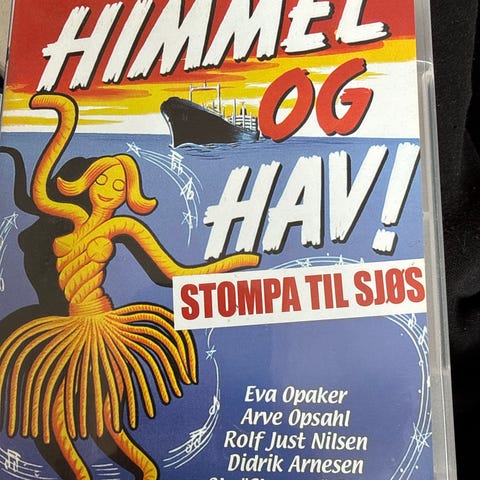 HIMMEL
OG
HAV!
STOMPA TIL SJØS
Eva Opaker
Arve Opsahl
Rolf Just Nilsen
Didrik Arnesen